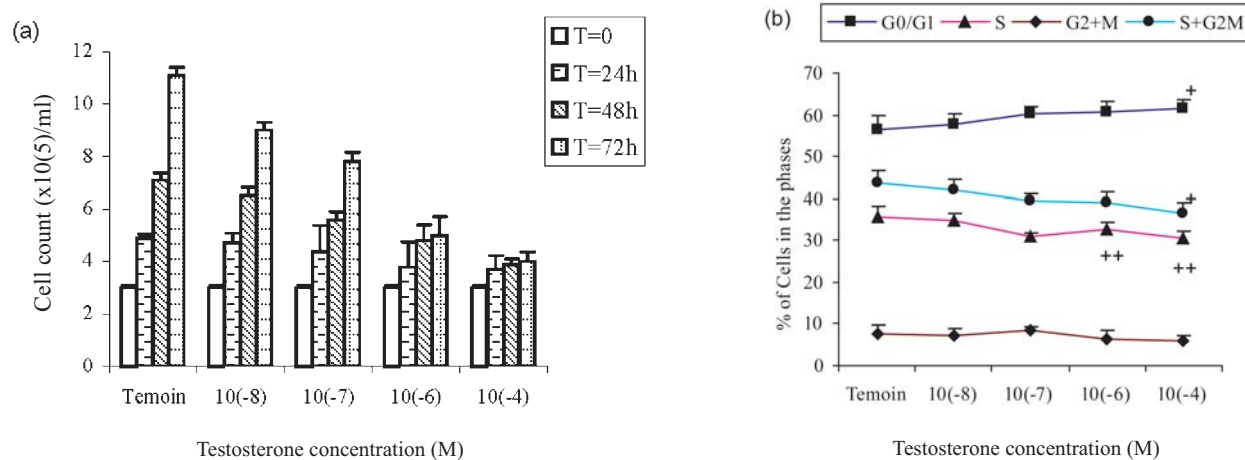 (a)
T=0
T=24h
T=48h
T=72h
Cell count (x10(5)/ml)
12
10
8
6
4
2
0
Temoin 10(-8) 10(-7) 10(-6) 10(-4)
Testosterone concentration (M)
(b)
G0/G1 S G2+M S+G2M
% of Cells in the phases
70
60
50
40
30
20
10
0
+
+
++
++
Temoin 10(-8) 10(-7) 10(-6) 10(-4)
Testosterone concentration (M)